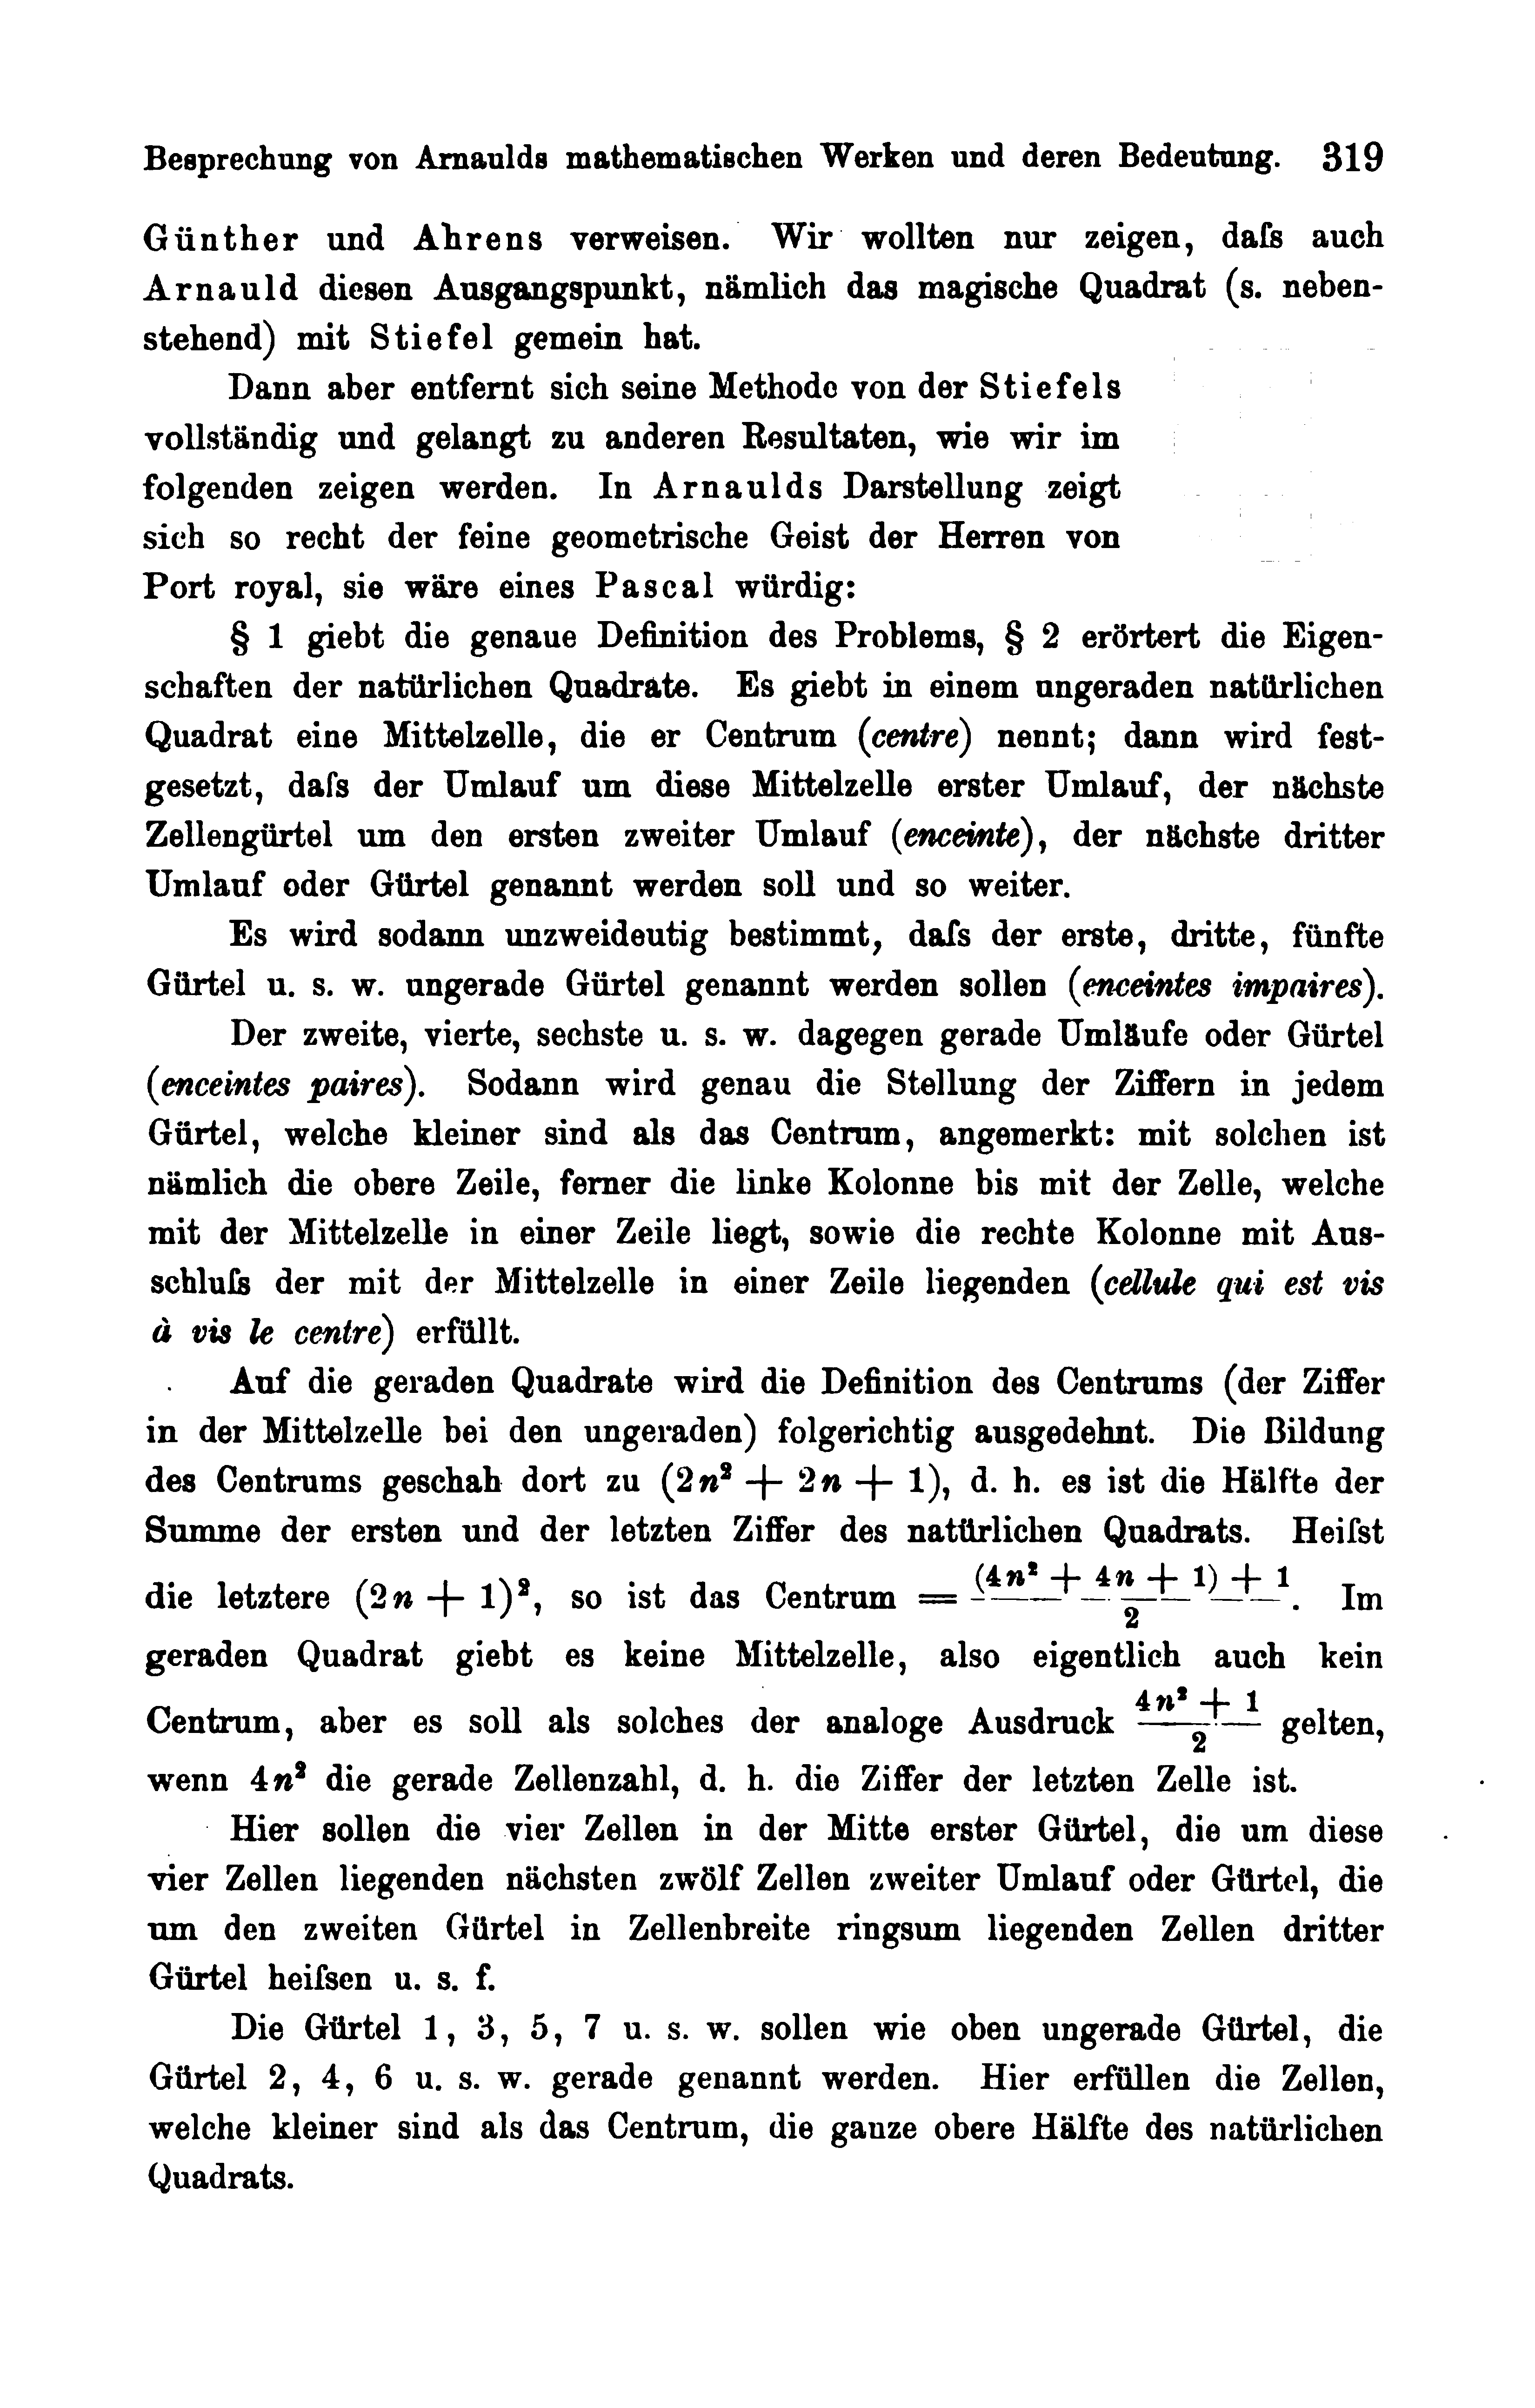 Besprechung von Arnaulds mathematischen Werken und deren Bedeutung. 319
Günther und Ahrens verweisen. Wir wollten nur zeigen, daſs auch
Arnauld diesen Ausgangspunkt, nämlich das magische Quadrat (s. neben-
stehend) mit Stiefel gemein hat.
Dann aber entfernt sich seine Methode von der Stiefels
vollständig und gelangt zu anderen Resultaten, wie wir im
folgenden zeigen werden. In Arnaulds Darstellung zeigt
sich so recht der feine geometrische Geist der Herren von
Port royal, sie wäre eines Pascal würdig:
§ 1 giebt die genaue Definition des Problems, § 2 erörtert die Eigen-
schaften der natürlichen Quadrate. Es giebt in einem ungeraden natürlichen
Quadrat eine Mittelzelle, die er Centrum (centre) nennt; dann wird fest-
gesetzt, daſs der Umlauf um diese Mittelzelle erster Umlauf, der nächste
Zellengürtel um den ersten zweiter Umlauf (enceinte), der nächste dritter
Umlauf oder Gürtel genannt werden soll und so weiter.
Es wird sodann unzweideutig bestimmt, daſs der erste, dritte, fünfte
Gürtel u. s. w. ungerade Gürtel genannt werden sollen (enceintes impaires).
Der zweite, vierte, sechste u. s. w. dagegen gerade Umläufe oder Gürtel
(enceintes paires). Sodann wird genau die Stellung der Ziffern in jedem
Gürtel, welche kleiner sind als das Centrum, angemerkt: mit solchen ist
nämlich die obere Zeile, ferner die linke Kolonne bis mit der Zelle, welche
mit der Mittelzelle in einer Zeile liegt, sowie die rechte Kolonne mit Aus-
schluſs der mit der Mittelzelle in einer Zeile liegenden (cellule qui est vis
à vis le centre) erfüllt.
Auf die geraden Quadrate wird die Definition des Centrums (der Ziffer
in der Mittelzelle bei den ungeraden) folgerichtig ausgedehnt. Die Bildung
des Centrums geschah dort zu (2n² + 2n + 1), d. h. es ist die Hälfte der
Summe der ersten und der letzten Ziffer des natürlichen Quadrats. Heiſst
die letztere (2n + 1)², so ist das Centrum = ((4n² + 4n + 1) + 1)/2. Im
geraden Quadrat giebt es keine Mittelzelle, also eigentlich auch kein
Centrum, aber es soll als solches der analoge Ausdruck (4n² + 1)/2 gelten,
wenn 4n² die gerade Zellenzahl, d. h. die Ziffer der letzten Zelle ist.
Hier sollen die vier Zellen in der Mitte erster Gürtel, die um diese
vier Zellen liegenden nächsten zwölf Zellen zweiter Umlauf oder Gürtel, die
um den zweiten Gürtel in Zellenbreite ringsum liegenden Zellen dritter
Gürtel heiſsen u. s. f.
Die Gürtel 1, 3, 5, 7 u. s. w. sollen wie oben ungerade Gürtel, die
Gürtel 2, 4, 6 u. s. w. gerade genannt werden. Hier erfüllen die Zellen,
welche kleiner sind als das Centrum, die ganze obere Hälfte des natürlichen
Quadrats.